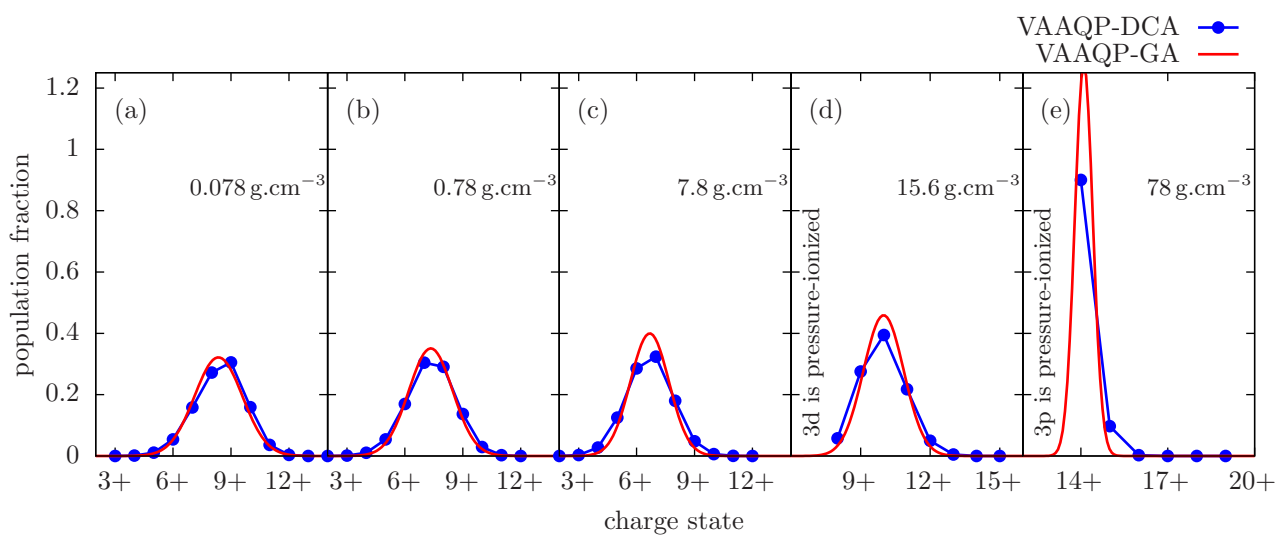 VAAQP-DCA
VAAQP-GA
population fraction
1.2
1
0.8
0.6
0.4
0.2
0
(a)
0.078 g.cm−3
(b)
0.78 g.cm−3
(c)
7.8 g.cm−3
(d)
15.6 g.cm−3
3d is pressure-ionized
(e)
78 g.cm−3
3p is pressure-ionized
3+ 6+ 9+ 12+ 3+ 6+ 9+ 12+ 3+ 6+ 9+ 12+ 9+ 12+ 15+ 14+ 17+ 20+
charge state